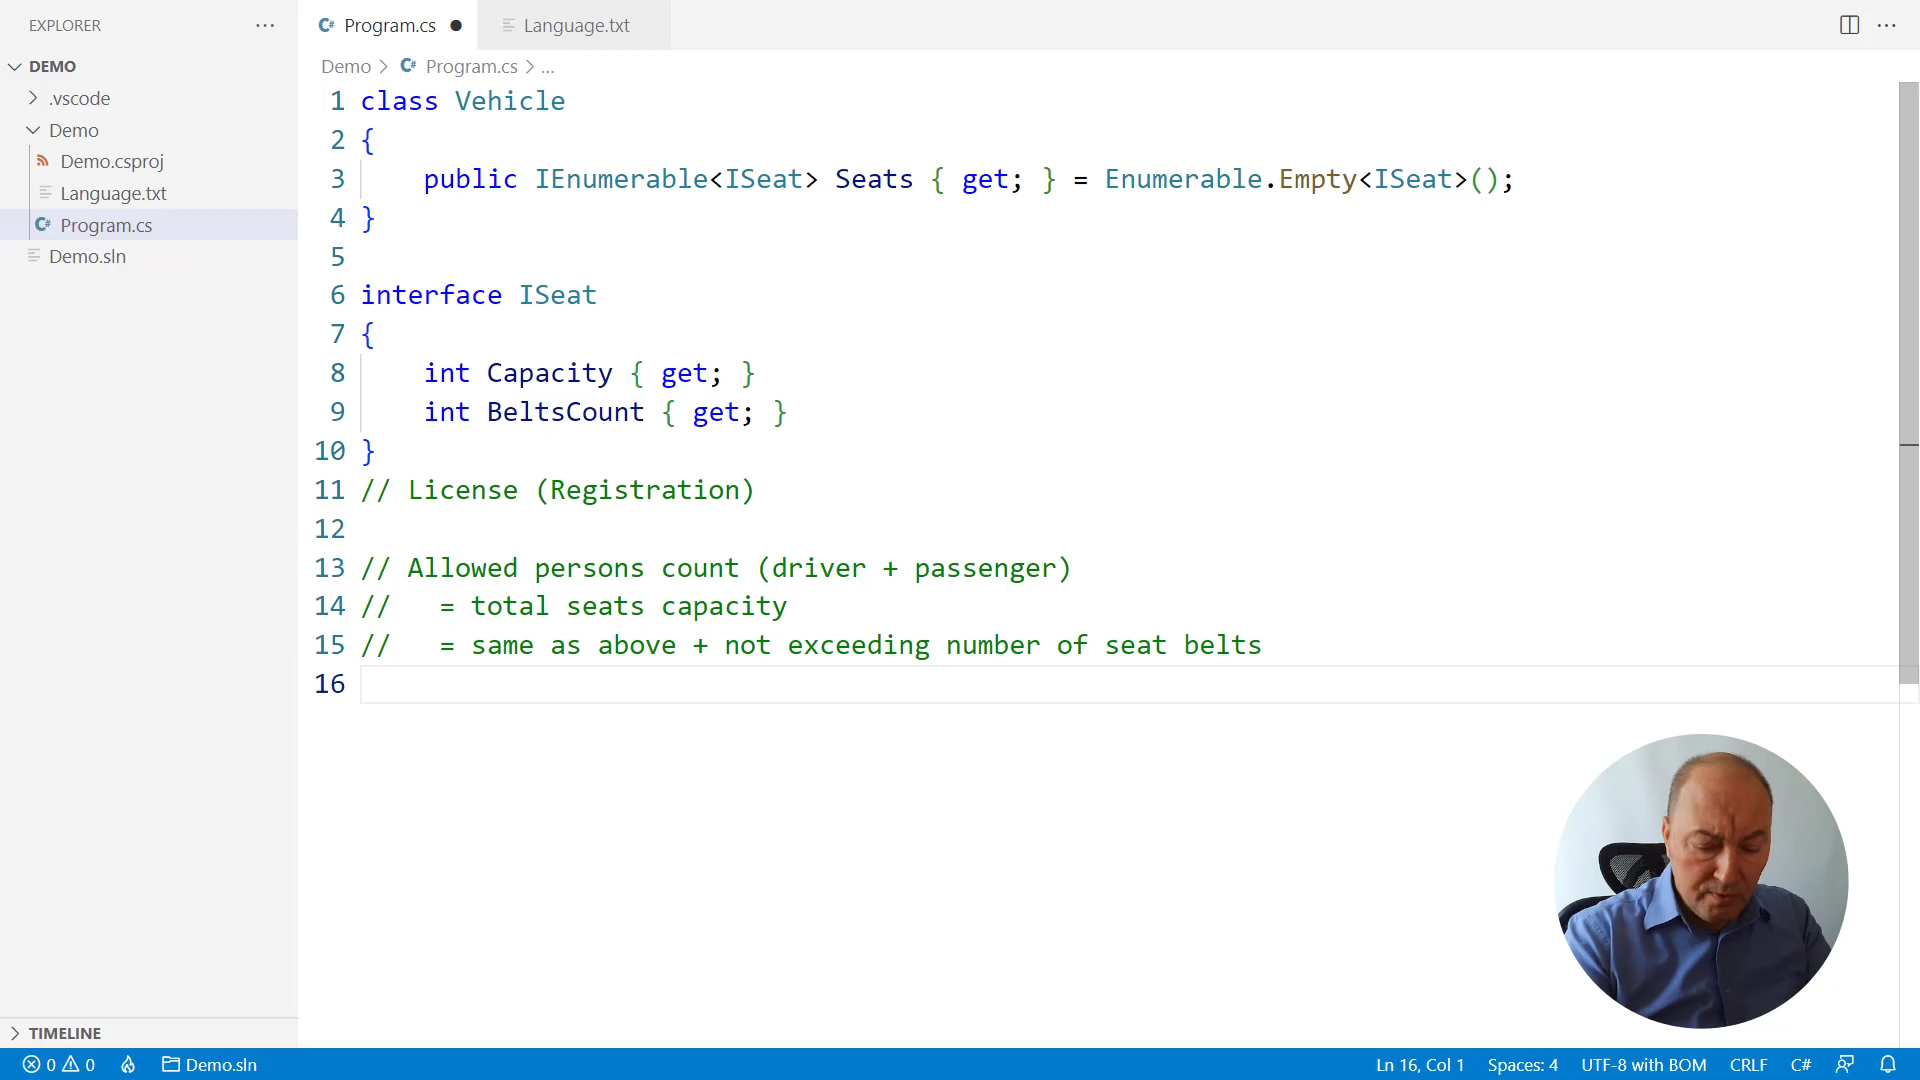 EXPLORER
DEMO
.vscode
Demo
Demo.csproj
Language.txt
Program.cs
Demo.sln
TIMELINE
C# Program.cs
Language.txt
Demo > C# Program.cs > ...
1 class Vehicle
2 {
3     public IEnumerable<ISeat> Seats { get; } = Enumerable.Empty<ISeat>();
4 }
5
6 interface ISeat
7 {
8     int Capacity { get; }
9     int BeltsCount { get; }
10 }
11 // License (Registration)
12
13 // Allowed persons count (driver + passenger)
14 //   = total seats capacity
15 //   = same as above + not exceeding number of seat belts
16
0 0 Demo.sln Ln 16, Col 1 Spaces: 4 UTF-8 with BOM CRLF C#